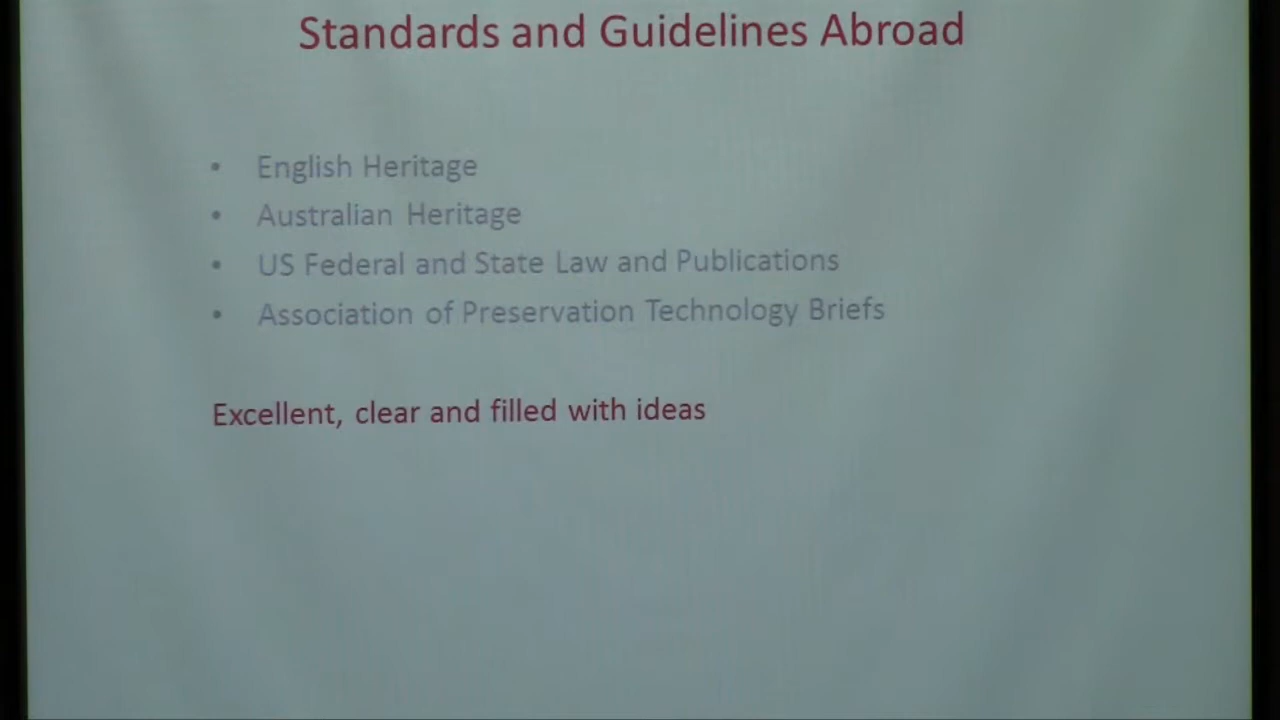 Standards and Guidelines Abroad
• English Heritage
• Australian Heritage
• US Federal and State Law and Publications
• Association of Preservation Technology Briefs
Excellent, clear and filled with ideas